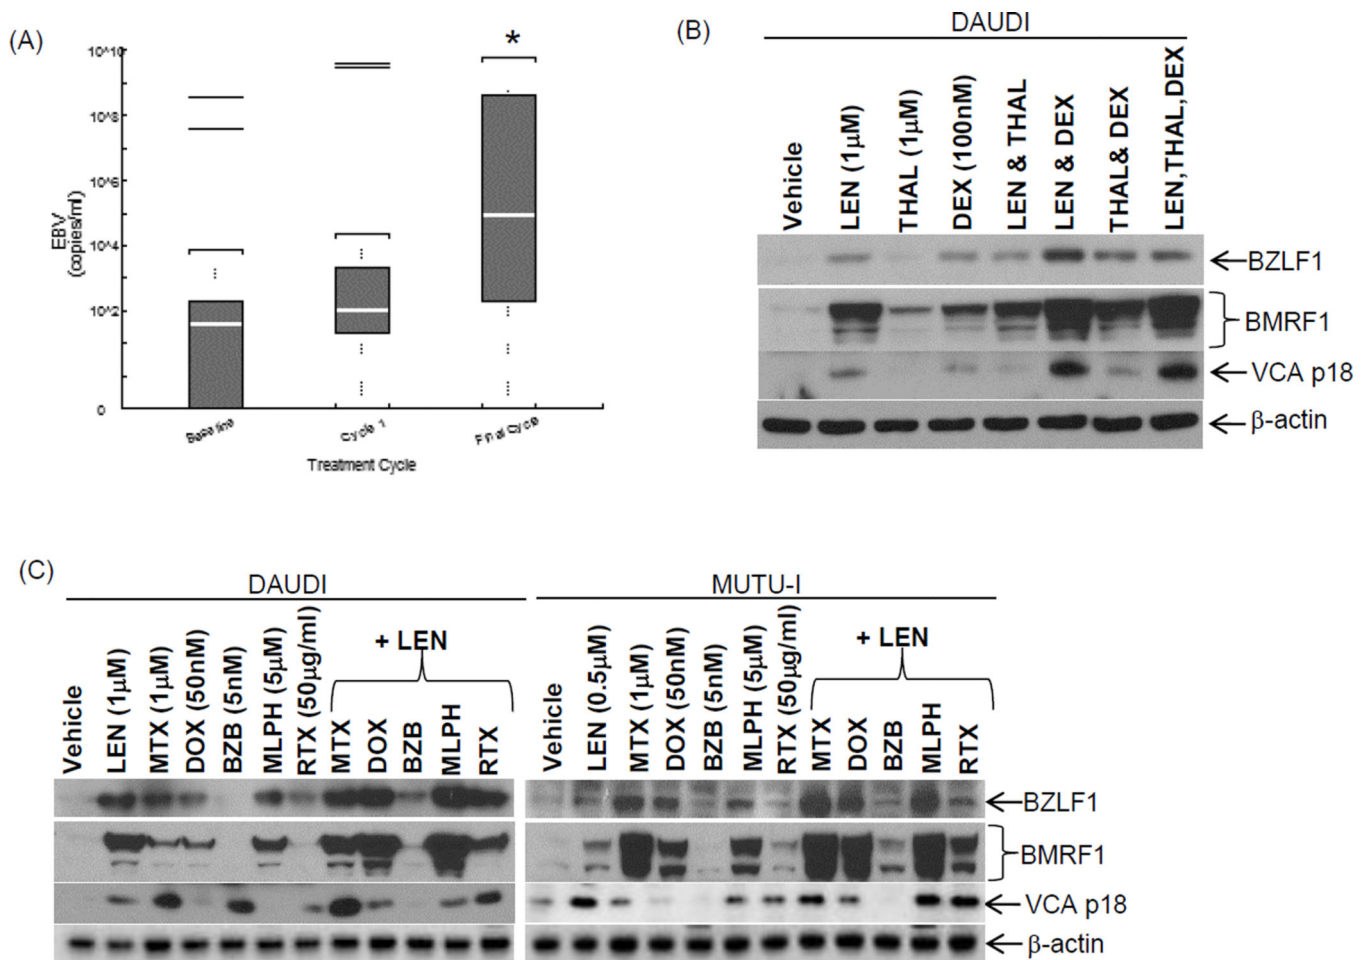 (A)
10^10
10^8
10^6
10^4
10^2
0
EBV
(copies/ml)
Baseline
Cycle 1
Final Cycle
Treatment Cycle
*
(B)
DAUDI
Vehicle
LEN (1μM)
THAL (1μM)
DEX (100nM)
LEN & THAL
LEN & DEX
THAL& DEX
LEN,THAL,DEX
BZLF1
BMRF1
VCA p18
β-actin
(C)
DAUDI
Vehicle
LEN (1μM)
MTX (1μM)
DOX (50nM)
BZB (5nM)
MLPH (5μM)
RTX (50μg/ml)
+ LEN
MTX
DOX
BZB
MLPH
RTX
MUTU-I
Vehicle
LEN (0.5μM)
MTX (1μM)
DOX (50nM)
BZB (5nM)
MLPH (5μM)
RTX (50μg/ml)
+ LEN
MTX
DOX
BZB
MLPH
RTX
BZLF1
BMRF1
VCA p18
β-actin